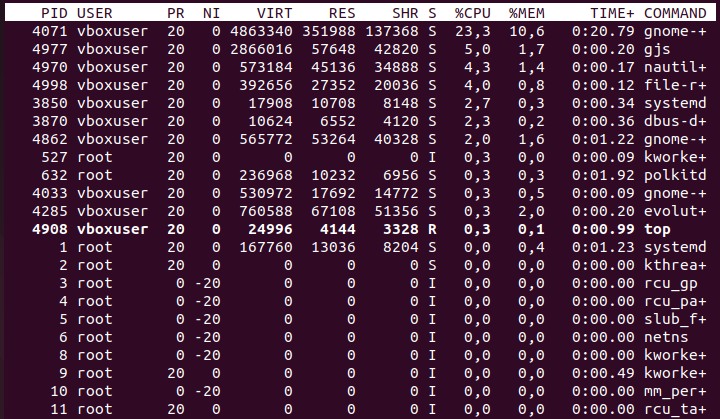 PID USER PR NI VIRT RES SHR S %CPU %MEM TIME+ COMMAND
4071 vboxuser 20 0 4863340 351988 137368 S 23,3 10,6 0:20.79 gnome-+
4977 vboxuser 20 0 2866016 57648 42820 S 5,0 1,7 0:00.20 gjs
4970 vboxuser 20 0 573184 45136 34888 S 4,3 1,4 0:00.17 nautil+
4998 vboxuser 20 0 392656 27352 20036 S 4,0 0,8 0:00.12 file-r+
3850 vboxuser 20 0 17908 10708 8148 S 2,7 0,3 0:00.34 systemd
3870 vboxuser 20 0 10624 6552 4120 S 2,3 0,2 0:00.36 dbus-d+
4862 vboxuser 20 0 565772 53264 40328 S 2,0 1,6 0:01.22 gnome-+
527 root 20 0 0 0 0 I 0,3 0,0 0:00.09 kworke+
632 root 20 0 236968 10232 6956 S 0,3 0,3 0:01.92 polkitd
4033 vboxuser 20 0 530972 17692 14772 S 0,3 0,5 0:00.09 gnome-+
4285 vboxuser 20 0 760588 67108 51356 S 0,3 2,0 0:00.20 evolut+
4908 vboxuser 20 0 24996 4144 3328 R 0,3 0,1 0:00.99 top
1 root 20 0 167760 13036 8204 S 0,0 0,4 0:01.23 systemd
2 root 20 0 0 0 0 S 0,0 0,0 0:00.00 kthrea+
3 root 0 -20 0 0 0 I 0,0 0,0 0:00.00 rcu_gp
4 root 0 -20 0 0 0 I 0,0 0,0 0:00.00 rcu_pa+
5 root 0 -20 0 0 0 I 0,0 0,0 0:00.00 slub_f+
6 root 0 -20 0 0 0 I 0,0 0,0 0:00.00 netns
8 root 0 -20 0 0 0 I 0,0 0,0 0:00.00 kworke+
9 root 20 0 0 0 0 I 0,0 0,0 0:00.49 kworke+
10 root 0 -20 0 0 0 I 0,0 0,0 0:00.00 mm_per+
11 root 20 0 0 0 0 I 0,0 0,0 0:00.00 rcu_ta+